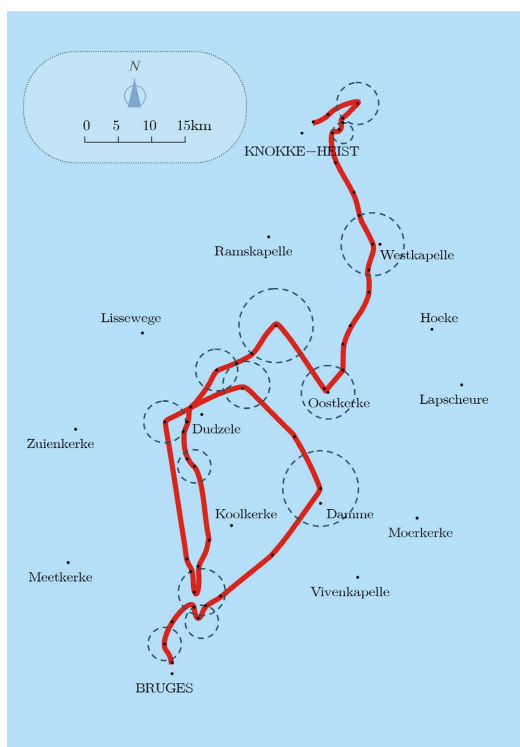 N
0 5 10 15km
KNOKKE−HEIST
Ramskapelle
Westkapelle
Lissewege
Hoeke
Oostkerke
Lapscheure
Dudzele
Zuienkerke
Koolkerke
Damme
Moerkerke
Meetkerke
Vivenkapelle
BRUGES